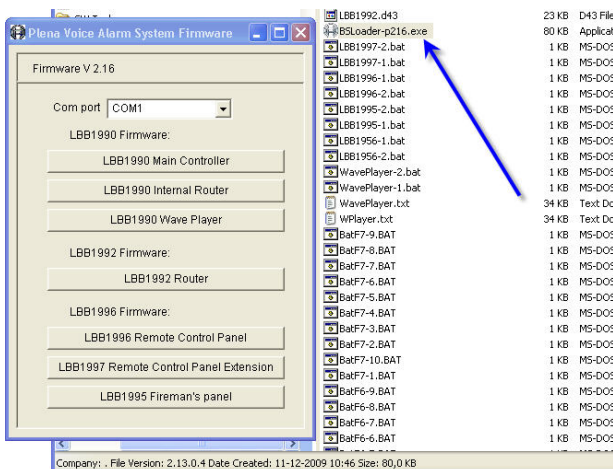 Plena Voice Alarm System Firmware
Firmware V 2.16
Com port COM1
LBB1990 Firmware:
LBB1990 Main Controller
LBB1990 Internal Router
LBB1990 Wave Player
LBB1992 Firmware:
LBB1992 Router
LBB1996 Firmware:
LBB1996 Remote Control Panel
LBB1997 Remote Control Panel Extension
LBB1995 Fireman's panel
LBB1992.d43 23 KB D43 File
BSLoader-p216.exe 80 KB Applicat
LBB1997-2.bat 1 KB MS-DOS
LBB1997-1.bat 1 KB MS-DOS
LBB1996-1.bat 1 KB MS-DOS
LBB1996-2.bat 1 KB MS-DOS
LBB1995-2.bat 1 KB MS-DOS
LBB1995-1.bat 1 KB MS-DOS
LBB1956-1.bat 1 KB MS-DOS
LBB1956-2.bat 1 KB MS-DOS
WavePlayer-2.bat 1 KB MS-DOS
WavePlayer-1.bat 1 KB MS-DOS
WavePlayer.txt 34 KB Text Do
WPlayer.txt 34 KB Text Do
BatF7-9.BAT 1 KB MS-DOS
BatF7-8.BAT 1 KB MS-DOS
BatF7-7.BAT 1 KB MS-DOS
BatF7-6.BAT 1 KB MS-DOS
BatF7-5.BAT 1 KB MS-DOS
BatF7-4.BAT 1 KB MS-DOS
BatF7-3.BAT 1 KB MS-DOS
BatF7-2.BAT 1 KB MS-DOS
BatF7-10.BAT 1 KB MS-DOS
BatF7-1.BAT 1 KB MS-DOS
BatF6-9.BAT 1 KB MS-DOS
BatF6-8.BAT 1 KB MS-DOS
BatF6-7.BAT 1 KB MS-DOS
BatF6-6.BAT 1 KB MS-DOS
Company: . File Version: 2.13.0.4 Date Created: 11-12-2009 10:46 Size: 80,0 KB